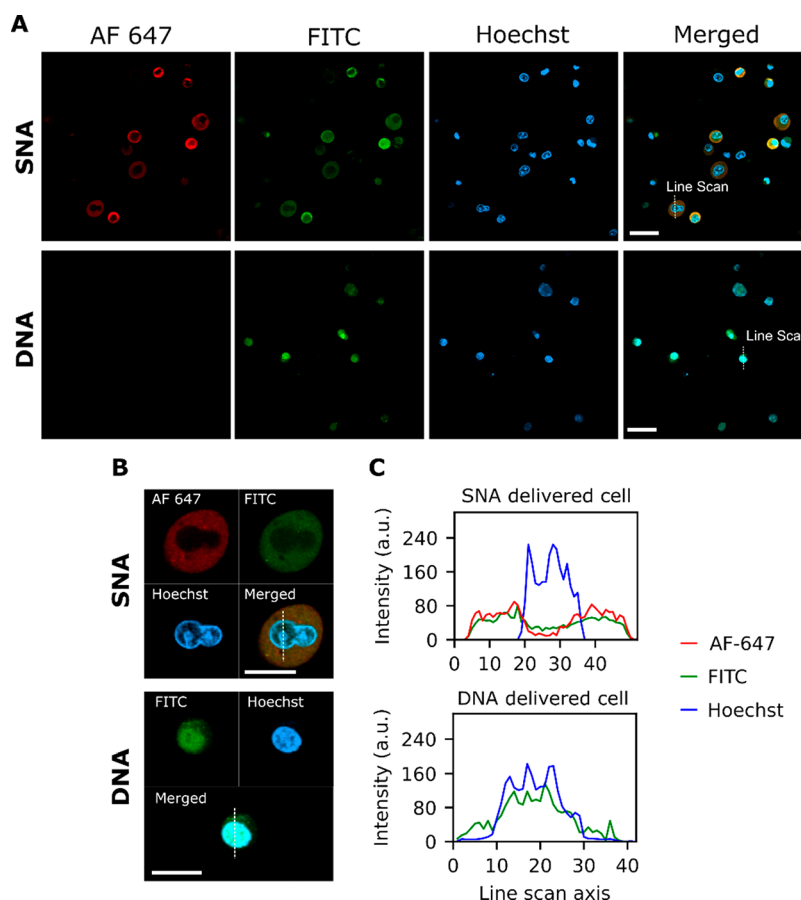 A
AF 647 FITC Hoechst Merged
SNA
Line Scan
DNA
Line Sca
B
AF 647 FITC
SNA
Hoechst Merged
DNA
FITC Hoechst
Merged
C
SNA delivered cell
Intensity (a.u.)
240
160
80
0
0 10 20 30 40
DNA delivered cell
Intensity (a.u.)
240
160
80
0
0 10 20 30 40
Line scan axis
AF-647
FITC
Hoechst